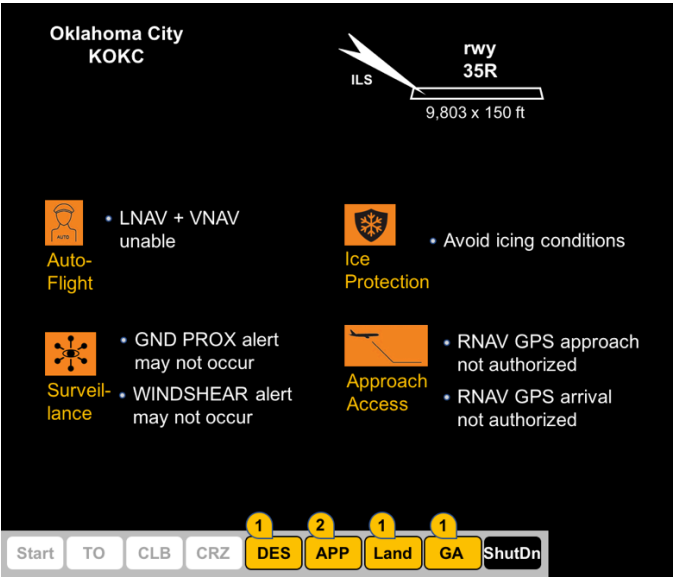 Oklahoma City
KOKC
rwy
35R
ILS
9,803 x 150 ft
AUTO
Auto-
Flight
• LNAV + VNAV
unable
Ice
Protection
• Avoid icing conditions
Surveil-
lance
• GND PROX alert
may not occur
• WINDSHEAR alert
may not occur
Approach
Access
• RNAV GPS approach
not authorized
• RNAV GPS arrival
not authorized
1 2 1 1
Start TO CLB CRZ DES APP Land GA ShutDn